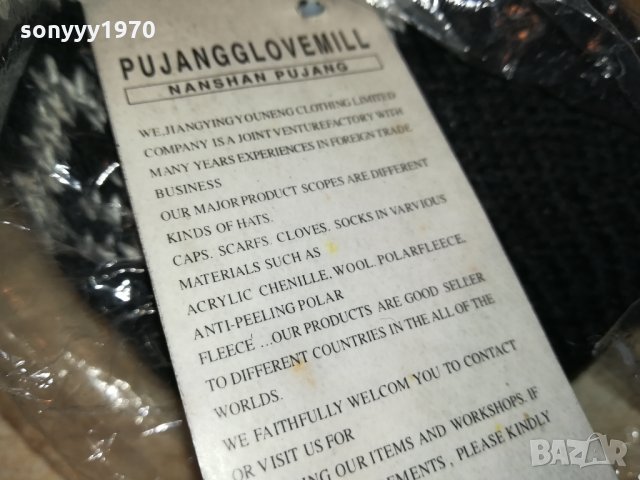 sonyyy1970
PUJANGGLOVEMILL
NANSHAN PUJANG
WE.JIANGYING YOUNENG CLOTHING LIMITED
COMPANY IS A JOINT VENTUREFACTORY WITH
MANY YEARS EXPERIENCES IN FOREIGN TRADE
BUSINESS
OUR MAJOR PRODUCT SCOPES ARE DIFFERENT
KINDS OF HATS.
CAPS. SCARFS. CLOVES. SOCKS IN VARVIOUS
MATERIALS SUCH AS
ACRYLIC CHENILLE. WOOL. POLARFLEECE.
ANTI-PEELING POLAR
FLEECE ...OUR PRODUCTS ARE GOOD SELLER
TO DIFFERENT COUNTRIES IN THE ALL OF THE
WORLDS.
WE FAITHFULLY WELCOM YOU TO CONTACT
OR VISIT US FOR
OUR ITEMS AND WORKSHOPS. IF
, PLEASE KINDLY
BAZAR